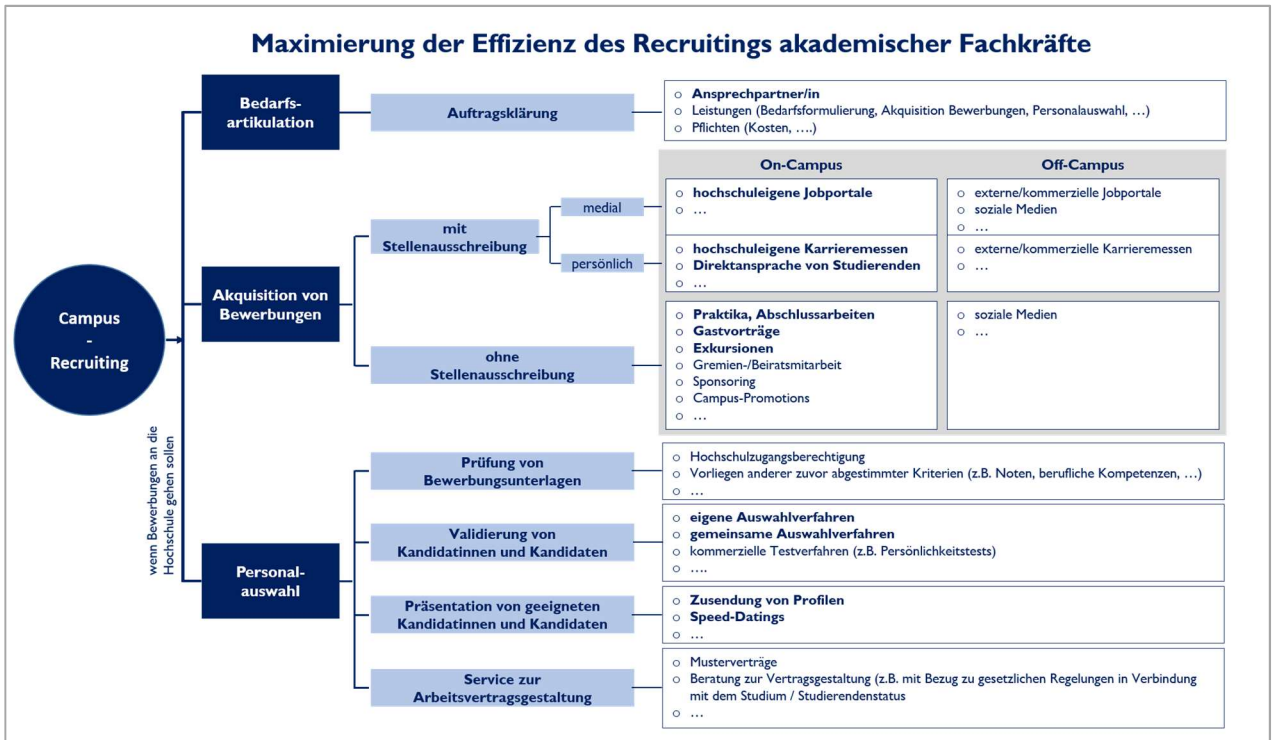 Maximierung der Effizienz des Recruitings akademischer Fachkräfte
Campus
-
Recruiting
wenn Bewerbungen an die
Hochschule gehen sollen
Bedarfs-
artikulation
Auftragsklärung
o Ansprechpartner/in
o Leistungen (Bedarfsformulierung, Akquisition Bewerbungen, Personalauswahl, …)
o Pflichten (Kosten, ….)
On-Campus
Off-Campus
Akquisition von
Bewerbungen
mit
Stellenausschreibung
medial
o hochschuleigene Jobportale
o …
o externe/kommerzielle Jobportale
o soziale Medien
o …
persönlich
o hochschuleigene Karrieremessen
o Direktansprache von Studierenden
o …
o externe/kommerzielle Karrieremessen
o …
ohne
Stellenausschreibung
o Praktika, Abschlussarbeiten
o Gastvorträge
o Exkursionen
o Gremien-/Beiratsmitarbeit
o Sponsoring
o Campus-Promotions
o …
o soziale Medien
o …
Personal-
auswahl
Prüfung von
Bewerbungsunterlagen
o Hochschulzugangsberechtigung
o Vorliegen anderer zuvor abgestimmter Kriterien (z.B. Noten, berufliche Kompetenzen, …)
o …
Validierung von
Kandidatinnen und Kandidaten
o eigene Auswahlverfahren
o gemeinsame Auswahlverfahren
o kommerzielle Testverfahren (z.B. Persönlichkeitstests)
o ….
Präsentation von geeigneten
Kandidatinnen und Kandidaten
o Zusendung von Profilen
o Speed-Datings
o …
Service zur
Arbeitsvertragsgestaltung
o Musterverträge
o Beratung zur Vertragsgestaltung (z.B. mit Bezug zu gesetzlichen Regelungen in Verbindung
mit dem Studium / Studierendenstatus
o …